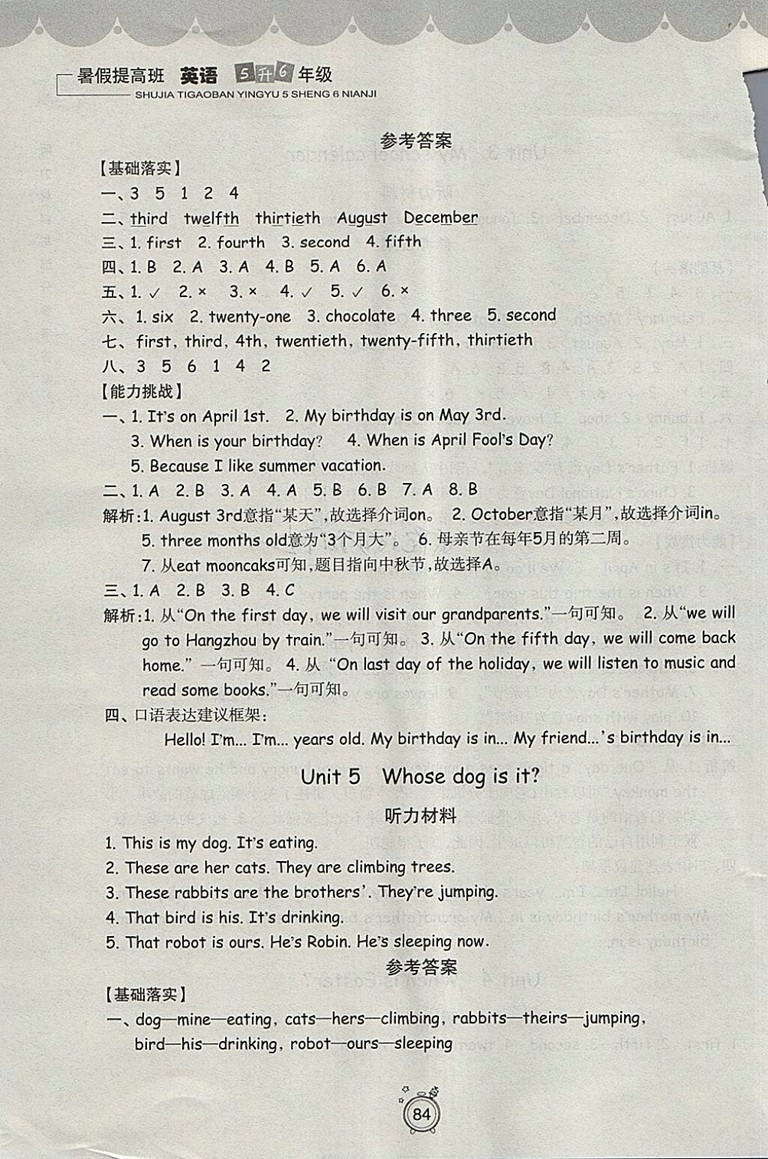 暑假提高班 英语 5升6 年级
SHUJIA TIGAOBAN YINGYU 5 SHENG 6 NIANJI
参考答案
【基础落实】
一、3 5 1 2 4
二、third twelfth thirtieth August December
三、1. first 2. fourth 3. second 4. fifth
四、1. B 2. A 3. A 4. B 5. A 6. A
五、1. ✓ 2. × 3. × 4. ✓ 5. ✓ 6. ×
六、1. six 2. twenty-one 3. chocolate 4. three 5. second
七、first, third, 4th, twentieth, twenty-fifth, thirtieth
八、3 5 6 1 4 2
【能力挑战】
一、1. It's on April 1st. 2. My birthday is on May 3rd.
3. When is your birthday? 4. When is April Fool's Day?
5. Because I like summer vacation.
二、1. A 2. B 3. A 4. A 5. B 6. B 7. A 8. B
解析:1. August 3rd意指“某天”,故选择介词on。 2. October意指“某月”,故选择介词in。
5. three months old意为“3个月大”。 6. 母亲节在每年5月的第二周。
7. 从eat mooncaks可知,题目指向中秋节,故选择A。
三、1. A 2. B 3. B 4. C
解析:1. 从“On the first day, we will visit our grandparents.”一句可知。 2. 从“we will
go to Hangzhou by train.”一句可知。 3. 从“On the fifth day, we will come back
home.” 一句可知。 4. 从 “On last day of the holiday, we will listen to music and
read some books.”一句可知。
四、口语表达建议框架:
Hello! I'm... I'm... years old. My birthday is in... My friend...'s birthday is in...
Unit 5 Whose dog is it?
听力材料
1. This is my dog. It's eating.
2. These are her cats. They are climbing trees.
3. These rabbits are the brothers'. They're jumping.
4. That bird is his. It's drinking.
5. That robot is ours. He's Robin. He's sleeping now.
参考答案
【基础落实】
一、dog—mine—eating, cats—hers—climbing, rabbits—theirs—jumping,
bird—his—drinking, robot—ours—sleeping
84